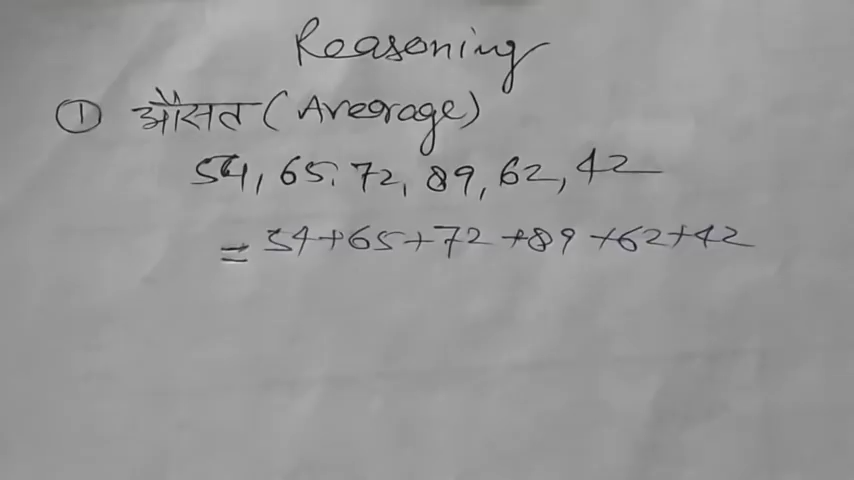 Reasoning
① औसत (Average)
54, 65, 72, 89, 62, 42
= 54+65+72+89+62+42